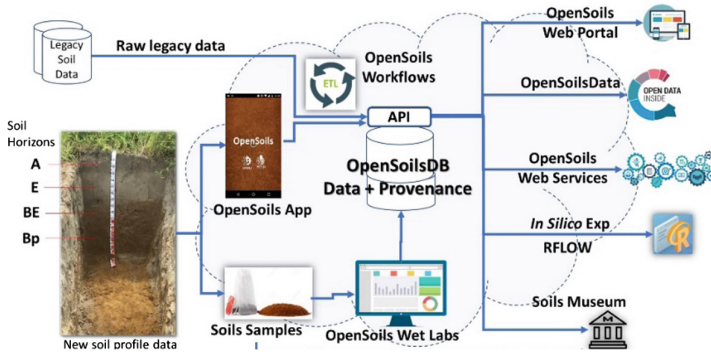 OpenSoils
Web Portal
Legacy
Soil
Data
Raw legacy data
OpenSoils
Workflows
ETL
OpenSoilsData
OPEN DATA
INSIDE
Soil
Horizons
A
E
BE
Bp
OpenSoils
API
OpenSoilsDB
Data + Provenance
OpenSoils App
OpenSoils
Web Services
In Silico Exp
RFLOW
R
Soils Samples
OpenSoils Wet Labs
Soils Museum
M
New soil profile data